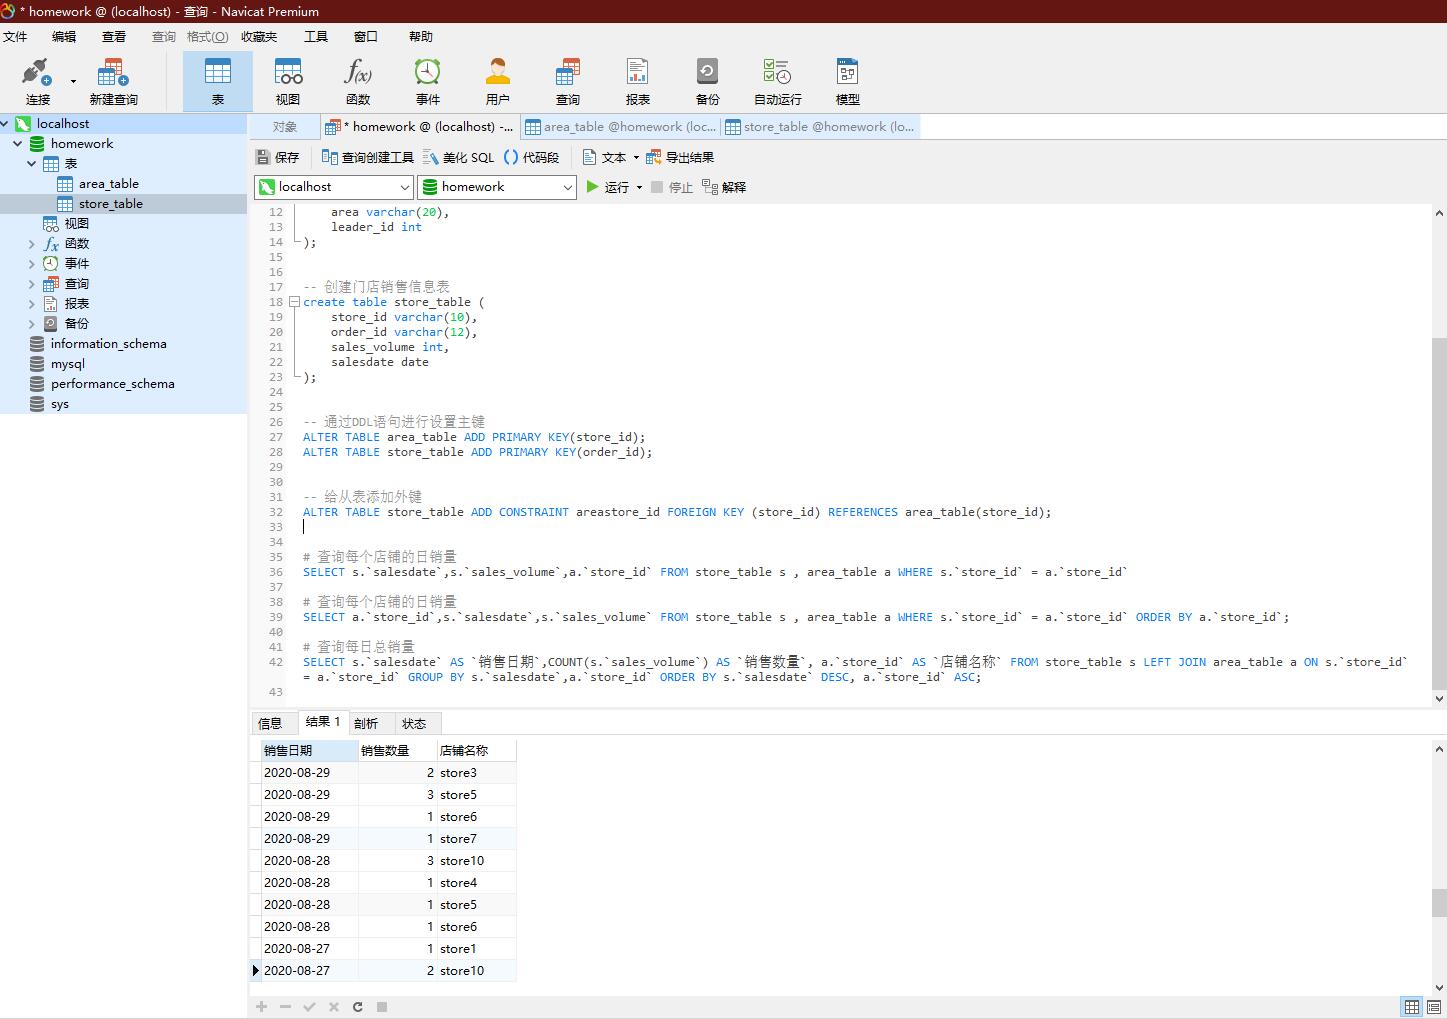 * homework @ (localhost) - 查询 - Navicat Premium
文件 编辑 查看 查询 格式(O) 收藏夹 工具 窗口 帮助
连接 新建查询 表 视图 函数 事件 用户 查询 报表 备份 自动运行 模型
localhost
homework
表
area_table
store_table
视图
函数
事件
查询
报表
备份
information_schema
mysql
performance_schema
sys
对象 * homework @ (localhost) -... area_table @homework (loc... store_table @homework (lo...
保存 查询创建工具 美化 SQL 代码段 文本 导出结果
localhost homework 运行 停止 解释
12 area varchar(20),
13 leader_id int
14 );
15
16
17 -- 创建门店销售信息表
18 create table store_table (
19 store_id varchar(10),
20 order_id varchar(12),
21 sales_volume int,
22 salesdate date
23 );
24
25
26 -- 通过DDL语句进行设置主键
27 ALTER TABLE area_table ADD PRIMARY KEY(store_id);
28 ALTER TABLE store_table ADD PRIMARY KEY(order_id);
29
30
31 -- 给从表添加外键
32 ALTER TABLE store_table ADD CONSTRAINT areastore_id FOREIGN KEY (store_id) REFERENCES area_table(store_id);
33
34
35 # 查询每个店铺的日销量
36 SELECT s.`salesdate`,s.`sales_volume`,a.`store_id` FROM store_table s , area_table a WHERE s.`store_id` = a.`store_id`
37
38 # 查询每个店铺的日销量
39 SELECT a.`store_id`,s.`salesdate`,s.`sales_volume` FROM store_table s , area_table a WHERE s.`store_id` = a.`store_id` ORDER BY a.`store_id`;
40
41 # 查询每日总销量
42 SELECT s.`salesdate` AS `销售日期`,COUNT(s.`sales_volume`) AS `销售数量`, a.`store_id` AS `店铺名称` FROM store_table s LEFT JOIN area_table a ON s.`store_id`
= a.`store_id` GROUP BY s.`salesdate`,a.`store_id` ORDER BY s.`salesdate` DESC, a.`store_id` ASC;
43
信息 结果 1 剖析 状态
销售日期 销售数量 店铺名称
2020-08-29 2 store3
2020-08-29 3 store5
2020-08-29 1 store6
2020-08-29 1 store7
2020-08-28 3 store10
2020-08-28 1 store4
2020-08-28 1 store5
2020-08-28 1 store6
2020-08-27 1 store1
2020-08-27 2 store10